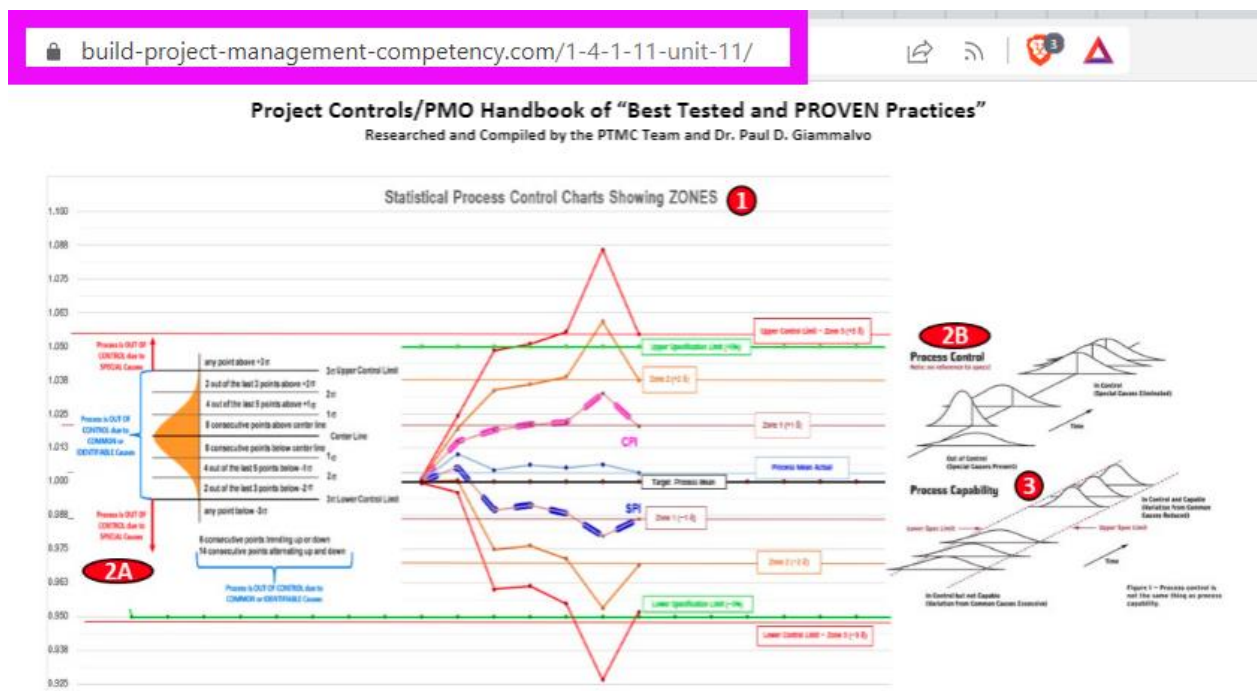 build-project-management-competency.com/1-4-1-11-unit-11/
3
Project Controls/PMO Handbook of “Best Tested and PROVEN Practices”
Researched and Compiled by the PTMC Team and Dr. Paul D. Giammalvo
Statistical Process Control Charts Showing ZONES
1
1.100
1.088
1.075
1.063
1.050
1.038
1.025
1.013
1.000
0.988
0.975
0.963
0.950
0.938
0.925
Process is OUT OF
CONTROL due to
SPECIAL Causes
Process is OUT OF
CONTROL due to
COMMON or
IDENTIFIABLE Causes
Process is OUT OF
CONTROL due to
SPECIAL Causes
2A
any point above +3σ
3σ Upper Control Limit
2 out of the last 3 points above +2σ
2σ
4 out of the last 5 points above +1σ
1σ
8 consecutive points above center line
Center Line
8 consecutive points below center line
1σ
4 out of the last 5 points below -1σ
2σ
2 out of the last 3 points below -2σ
3σ Lower Control Limit
any point below -3σ
6 consecutive points trending up or down
14 consecutive points alternating up and down
Process is OUT OF CONTROL due to
COMMON or IDENTIFIABLE Causes
CPI
SPI
Upper Control Limit - Zone 3
Upper Specification Limit
Zone 2
Zone 1
Process Mean Actual
Target Process Mean
Zone 1
Zone 2
Lower Specification Limit
Lower Control Limit - Zone 3
2B
Process Control
Note: no reference to specs!
In Control
(Special Causes Eliminated)
Time
Out of Control
(Special Causes Present)
Process Capability
3
In Control and Capable
(Variation from Common
Causes Reduced)
Lower Spec Limit
Upper Spec Limit
Time
In Control but not Capable
(Variation from Common Causes Excessive)
Figure 1 – Process control is
not the same thing as process
capability.